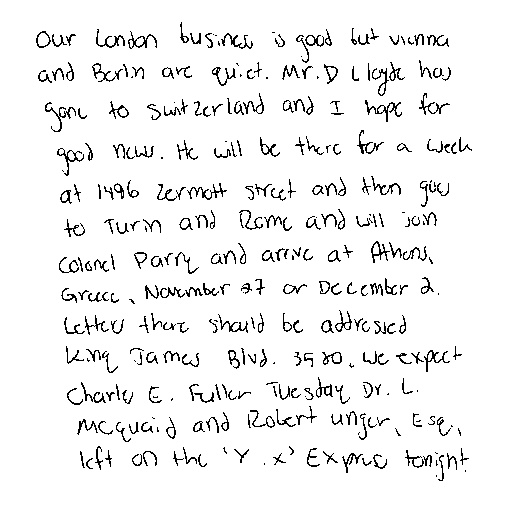 Our London business is good but vienna
and Berlin are quiet. Mr. D Lloyde has
gone to Switzerland and I hope for
good news. He will be there for a week
at 1496 Zermott street and then goes
to Turin and Rome and will join
Colonel Parry and arrive at Athens,
Greece, November 27 or December 2.
Letters there should be addressed
King James Blvd. 3580. We expect
Charles E. Fuller Tuesday Dr. L.
McQuaid and Robert Unger, Esq,
left on the 'Y.X' Express tonight